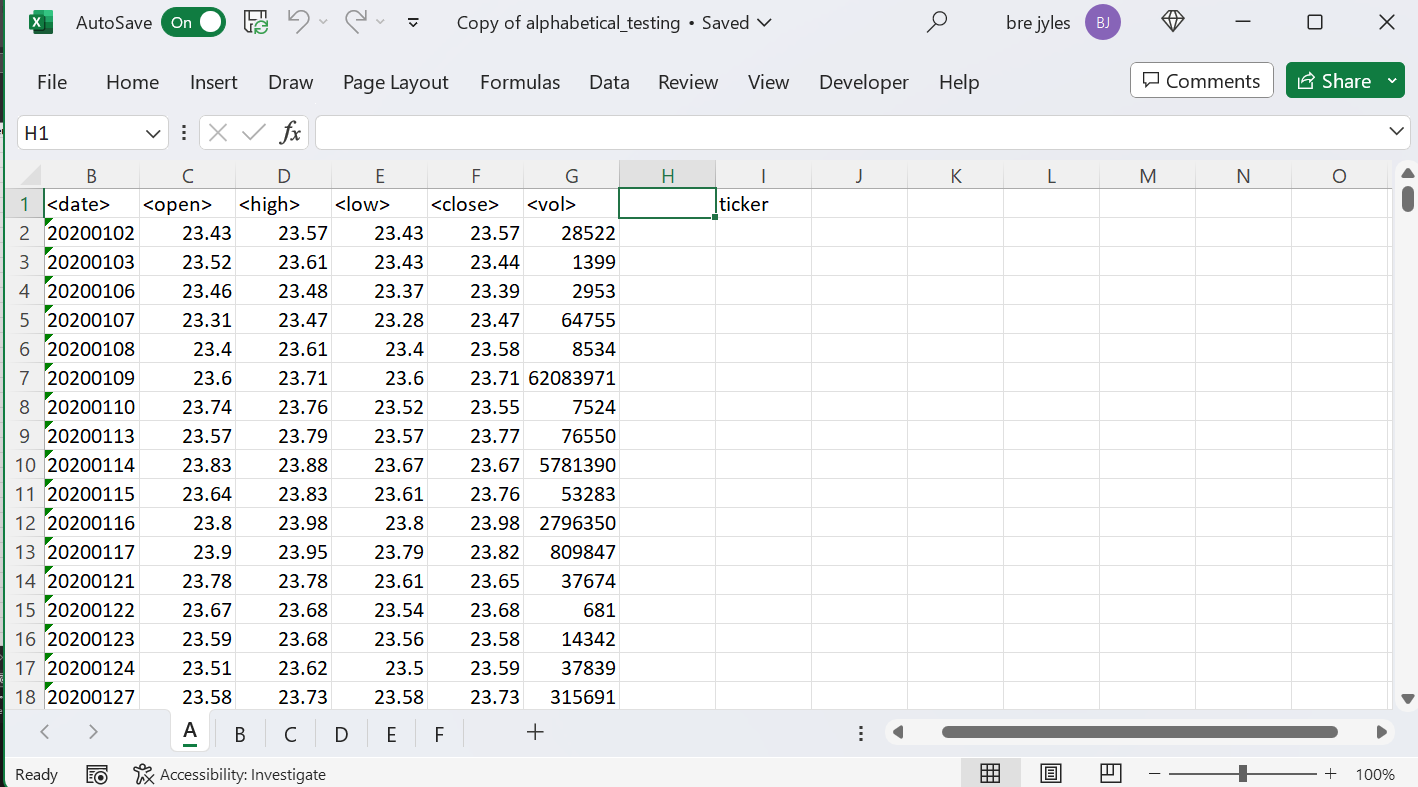 AutoSave On Copy of alphabetical_testing • Saved bre jyles BJ
File Home Insert Draw Page Layout Formulas Data Review View Developer Help Comments Share
H1 fx
B C D E F G H I J K L M N O
1 <date> <open> <high> <low> <close> <vol> ticker
2 20200102 23.43 23.57 23.43 23.57 28522
3 20200103 23.52 23.61 23.43 23.44 1399
4 20200106 23.46 23.48 23.37 23.39 2953
5 20200107 23.31 23.47 23.28 23.47 64755
6 20200108 23.4 23.61 23.4 23.58 8534
7 20200109 23.6 23.71 23.6 23.71 62083971
8 20200110 23.74 23.76 23.52 23.55 7524
9 20200113 23.57 23.79 23.57 23.77 76550
10 20200114 23.83 23.88 23.67 23.67 5781390
11 20200115 23.64 23.83 23.61 23.76 53283
12 20200116 23.8 23.98 23.8 23.98 2796350
13 20200117 23.9 23.95 23.79 23.82 809847
14 20200121 23.78 23.78 23.61 23.65 37674
15 20200122 23.67 23.68 23.54 23.68 681
16 20200123 23.59 23.68 23.56 23.58 14342
17 20200124 23.51 23.62 23.5 23.59 37839
18 20200127 23.58 23.73 23.58 23.73 315691
A B C D E F
Ready Accessibility: Investigate 100%